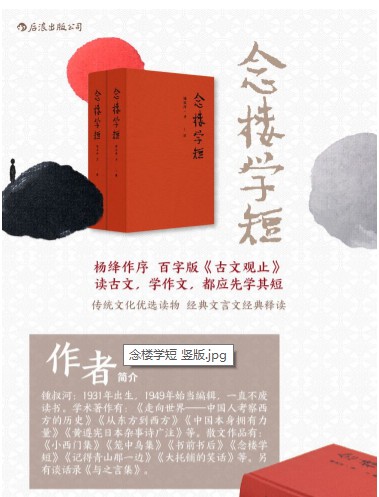 后浪出版公司
念楼学短
念楼学短
念楼学短
杨绛作序 百字版《古文观止》
读古文，学作文，都应先学其短
传统文化优选读物 经典文言文经典释读
作者简介
念楼学短 竖版.jpg
锺叔河：1931年出生，1949年始当编辑，一直不废
读书。学术著作有：《走向世界——中国人考察西
方的历史》《从东方到西方》《中国本身拥有力
量》《黄遵宪日本杂事诗广注》等。散文作品有：
《小西门集》《笼中鸟集》《书前书后》《念楼学
短》《记得青山那一边》《大托铺的笑话》等。另
有谈话录《与之言集》。